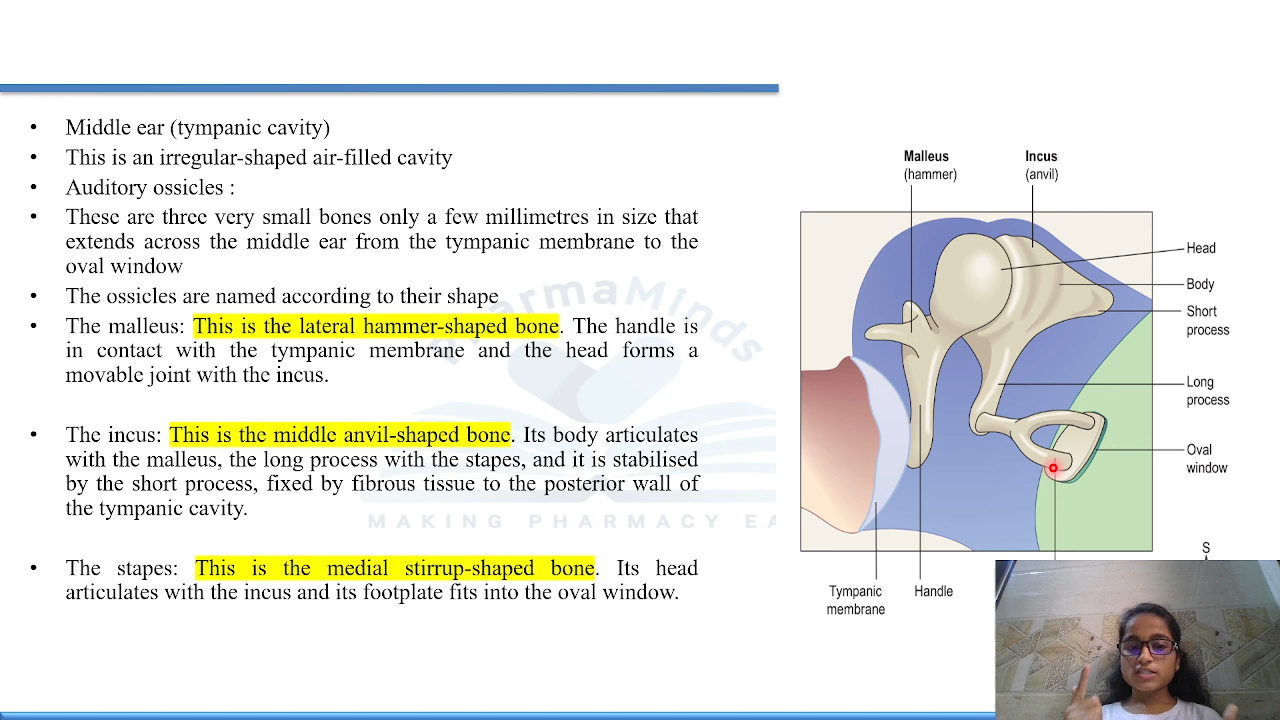 • Middle ear (tympanic cavity)
• This is an irregular-shaped air-filled cavity
• Auditory ossicles :
• These are three very small bones only a few millimetres in size that
extends across the middle ear from the tympanic membrane to the
oval window
• The ossicles are named according to their shape
• The malleus: This is the lateral hammer-shaped bone. The handle is
in contact with the tympanic membrane and the head forms a
movable joint with the incus.
• The incus: This is the middle anvil-shaped bone. Its body articulates
with the malleus, the long process with the stapes, and it is stabilised
by the short process, fixed by fibrous tissue to the posterior wall of
the tympanic cavity.
• The stapes: This is the medial stirrup-shaped bone. Its head
articulates with the incus and its footplate fits into the oval window.
PharmaMinds
MAKING PHARMACY EA
Malleus
(hammer)
Incus
(anvil)
Head
Body
Short
process
Long
process
Oval
window
S
Tympanic
membrane
Handle